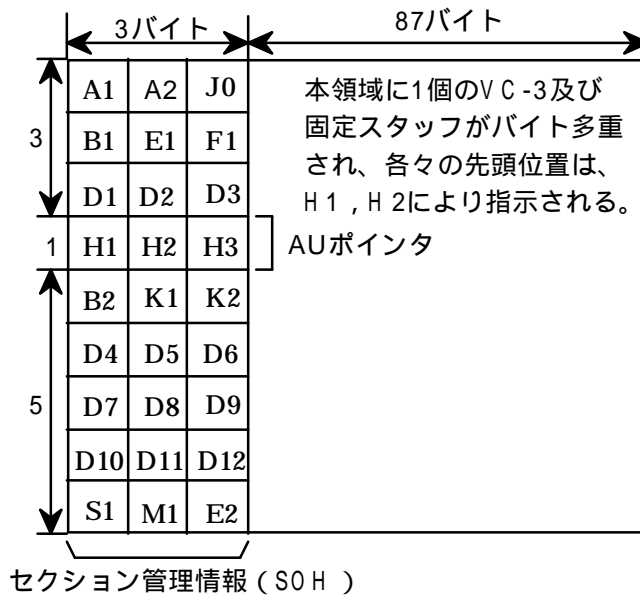 3バイト 87バイト
A1 A2 J0
B1 E1 F1
D1 D2 D3
3
本領域に1個のVC-3及び
固定スタッフがバイト多重
され、各々の先頭位置は、
H1,H2により指示される。
1 H1 H2 H3 AUポインタ
B2 K1 K2
D4 D5 D6
5 D7 D8 D9
D10 D11 D12
S1 M1 E2
セクション管理情報(SOH)